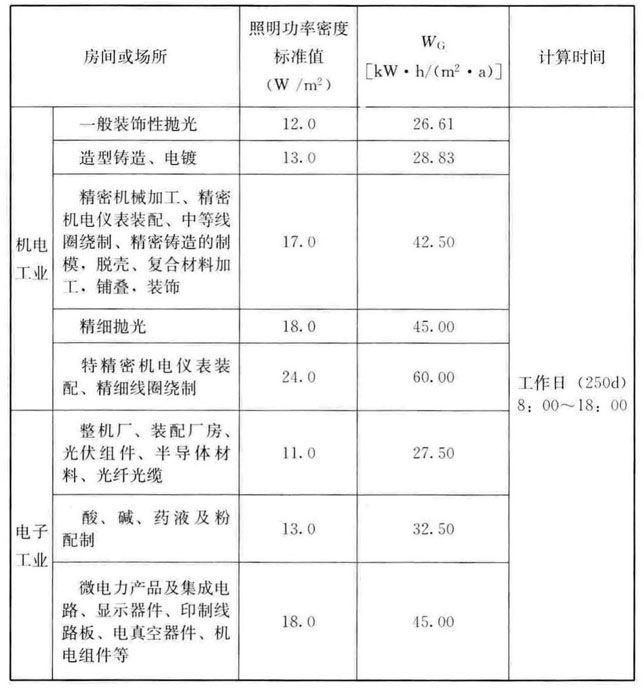 房间或场所
照明功率密度
标准值
（W /m²）
W_G
[kW·h/(m²·a)]
计算时间
机电
工业
一般装饰性抛光
12.0
26.61
造型铸造、电镀
13.0
28.83
精密机械加工、精密
机电仪表装配、中等线
圈绕制、精密铸造的制
模，脱壳、复合材料加
工，铺叠，装饰
17.0
42.50
精细抛光
18.0
45.00
特精密机电仪表装
配、精细线圈绕制
24.0
60.00
电子
工业
整机厂、装配厂房、
光伏组件、半导体材
料、光纤光缆
11.0
27.50
酸、碱、药液及粉
配制
13.0
32.50
微电力产品及集成电
路、显示器件、印制线
路板、电真空器件、机
电组件等
18.0
45.00
工作日（250d）
8：00～18：00